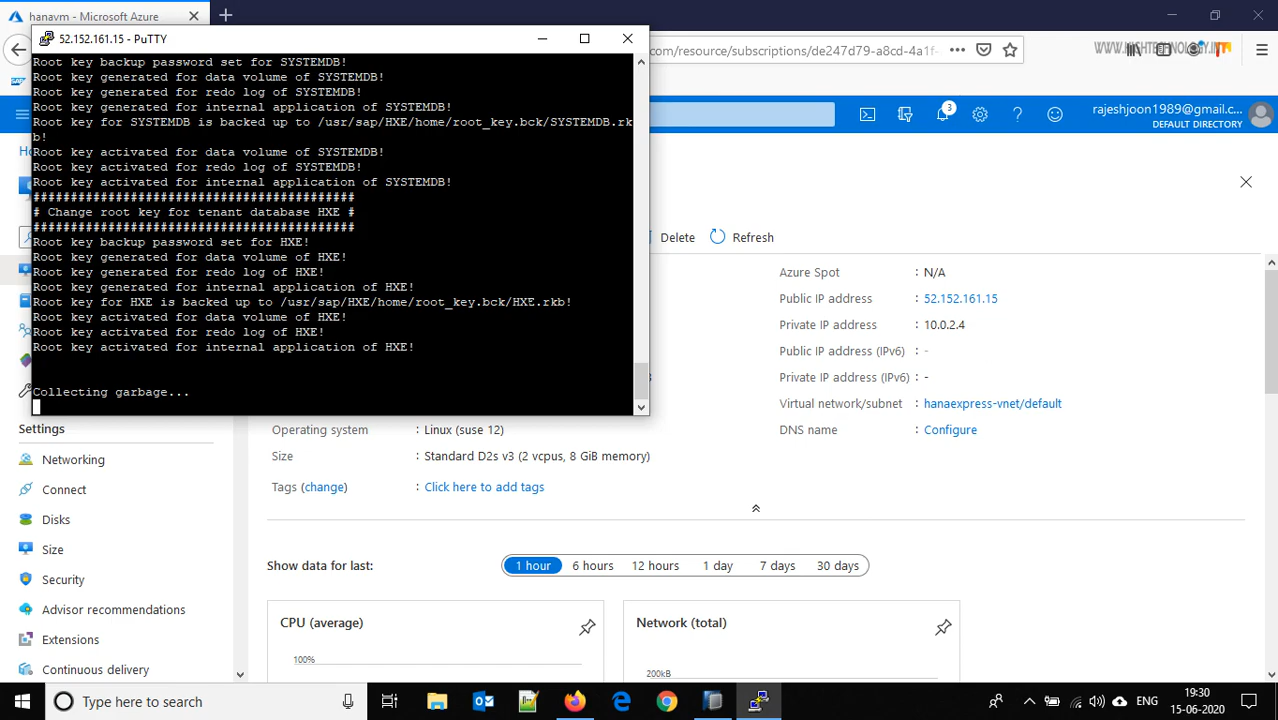 hanavm - Microsoft Azure
52.152.161.15 - PuTTY
com/resource/subscriptions/de247d79-a8cd-4a1f-
WWW.KISHTECHNOLOGY.IN
Root key backup password set for SYSTEMDB!
Root key generated for data volume of SYSTEMDB!
Root key generated for redo log of SYSTEMDB!
Root key generated for internal application of SYSTEMDB!
Root key for SYSTEMDB is backed up to /usr/sap/HXE/home/root_key.bck/SYSTEMDB.rk
b!
Root key activated for data volume of SYSTEMDB!
Root key activated for redo log of SYSTEMDB!
Root key activated for internal application of SYSTEMDB!
###########################################
# Change root key for tenant database HXE #
###########################################
Root key backup password set for HXE!
Root key generated for data volume of HXE!
Root key generated for redo log of HXE!
Root key generated for internal application of HXE!
Root key for HXE is backed up to /usr/sap/HXE/home/root_key.bck/HXE.rkb!
Root key activated for data volume of HXE!
Root key activated for redo log of HXE!
Root key activated for internal application of HXE!
Collecting garbage...
3
rajeshjoon1989@gmail.c...
DEFAULT DIRECTORY
Delete
Refresh
Azure Spot : N/A
Public IP address : 52.152.161.15
Private IP address : 10.0.2.4
Public IP address (IPv6) : -
Private IP address (IPv6) : -
Virtual network/subnet : hanaexpress-vnet/default
DNS name : Configure
Operating system : Linux (suse 12)
Size : Standard D2s v3 (2 vcpus, 8 GiB memory)
Tags (change) : Click here to add tags
Settings
Networking
Connect
Disks
Size
Security
Advisor recommendations
Extensions
Continuous delivery
Show data for last:
1 hour
6 hours
12 hours
1 day
7 days
30 days
CPU (average)
100%
Network (total)
200kB
Type here to search
ENG
19:30
15-06-2020